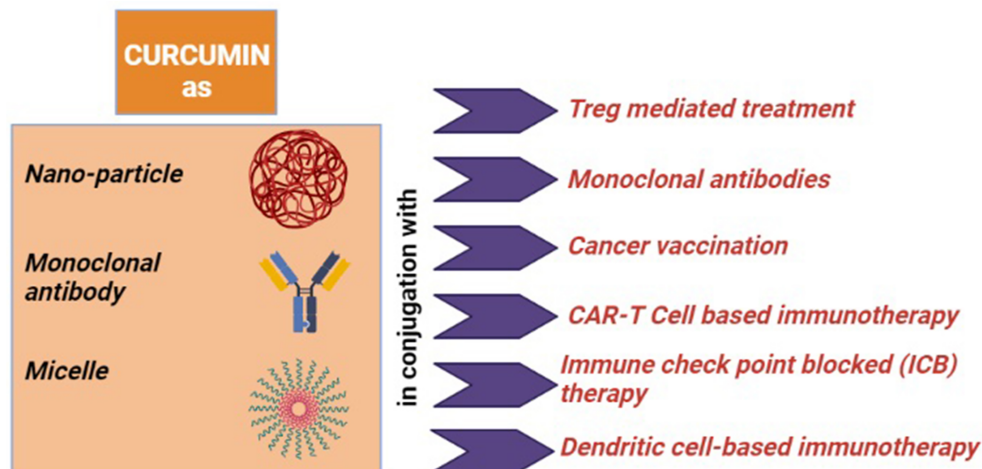 CURCUMIN
as
Nano-particle
Monoclonal
antibody
Micelle
in conjugation with
Treg mediated treatment
Monoclonal antibodies
Cancer vaccination
CAR-T Cell based immunotherapy
Immune check point blocked (ICB)
therapy
Dendritic cell-based immunotherapy